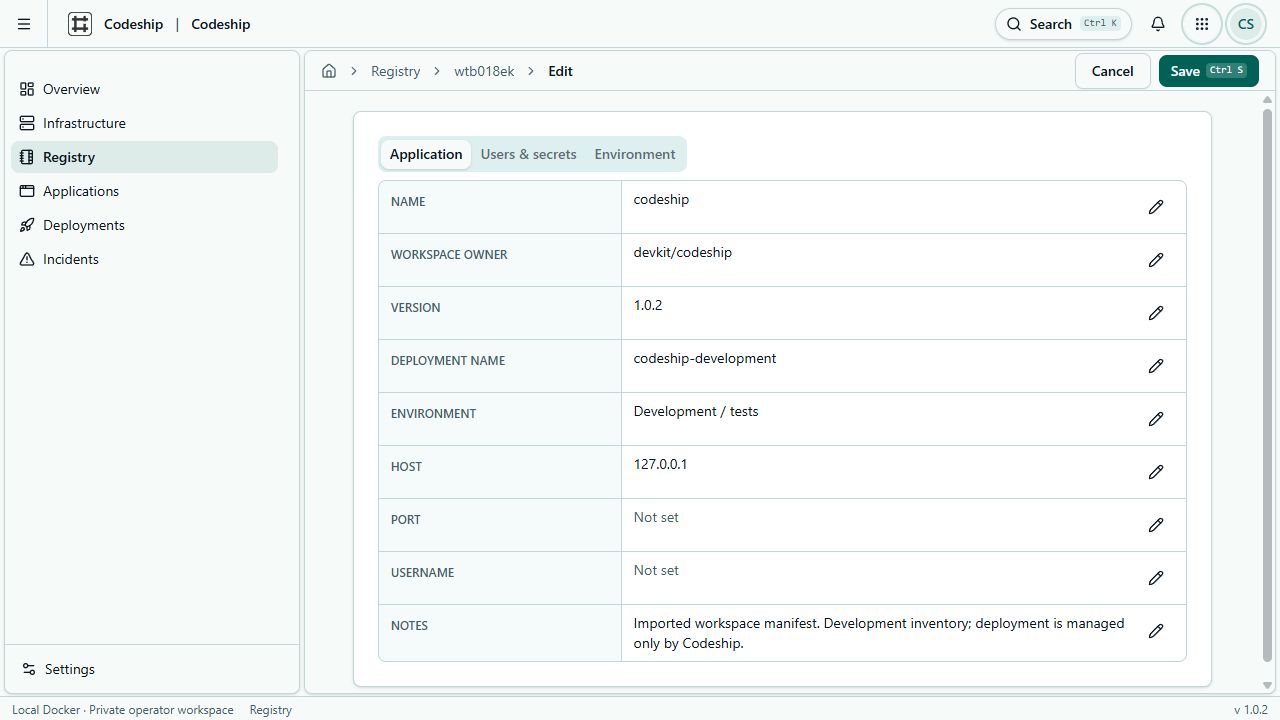 Codeship | Codeship
Search Ctrl K
CS
Overview
Infrastructure
Registry
Applications
Deployments
Incidents
Settings
Registry > ws018ek > Edit
Cancel
Save Ctrl S
Application
Users & secrets
Environment
NAME
codeship
WORKSPACE OWNER
devkit/codeship
VERSION
1.0.2
DEPLOYMENT NAME
codeship-development
ENVIRONMENT
Development / tests
HOST
127.0.0.1
PORT
Not set
USERNAME
Not set
NOTES
Imported workspace manifest. Development inventory; deployment is managed
only by Codeship.
Local Docker · Private operator workspace
Registry
v 1.0.2